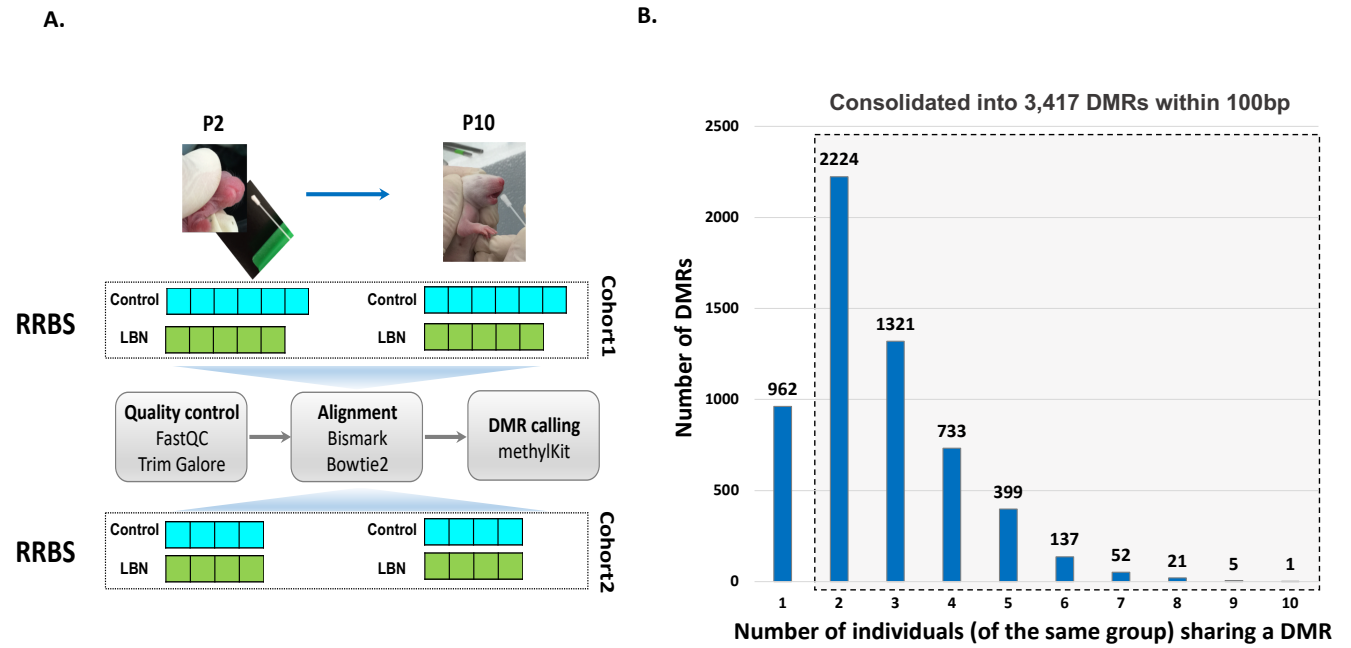 A.
P2
P10
RRBS
Control
LBN
Control
LBN
Cohort1
Quality control
FastQC
Trim Galore
Alignment
Bismark
Bowtie2
DMR calling
methylKit
RRBS
Control
LBN
Control
LBN
Cohort2
B.
Consolidated into 3,417 DMRs within 100bp
Number of DMRs
2500
2000
1500
1000
500
0
962
2224
1321
733
399
137
52
21
5
1
1 2 3 4 5 6 7 8 9 10
Number of individuals (of the same group) sharing a DMR